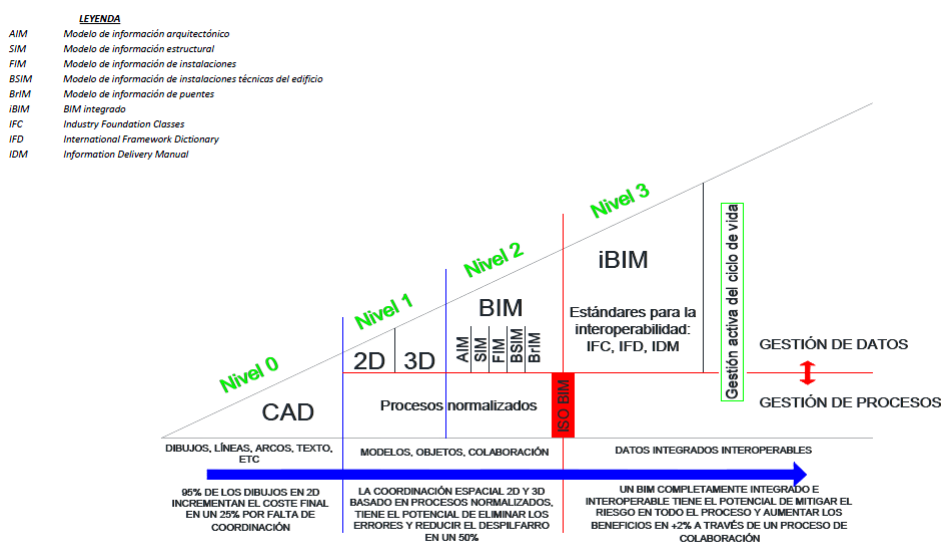 LEYENDA
AIM Modelo de información arquitectónico
SIM Modelo de información estructural
FIM Modelo de información de instalaciones
BSIM Modelo de información de instalaciones técnicas del edificio
BrIM Modelo de información de puentes
iBIM BIM integrado
IFC Industry Foundation Classes
IFD International Framework Dictionary
IDM Information Delivery Manual
Nivel 0
Nivel 1
Nivel 2
Nivel 3
CAD
2D
3D
BIM
AIM
SIM
FIM
BSIM
BrIM
iBIM
Estándares para la
interoperabilidad:
IFC, IFD, IDM
Procesos normalizados
ISO BIM
Gestión activa del ciclo de vida
GESTIÓN DE DATOS
GESTIÓN DE PROCESOS
DIBUJOS, LÍNEAS, ARCOS, TEXTO,
ETC
MODELOS, OBJETOS, COLABORACIÓN
DATOS INTEGRADOS INTEROPERABLES
95% DE LOS DIBUJOS EN 2D
INCREMENTAN EL COSTE FINAL
EN UN 25% POR FALTA DE
COORDINACIÓN
LA COORDINACIÓN ESPACIAL 2D Y 3D
BASADO EN PROCESOS NORMALIZADOS,
TIENE EL POTENCIAL DE ELIMINAR LOS
ERRORES Y REDUCIR EL DESPILFARRO
EN UN 50%
UN BIM COMPLETAMENTE INTEGRADO E
INTEROPERABLE TIENE EL POTENCIAL DE MITIGAR EL
RIESGO EN TODO EL PROCESO Y AUMENTAR LOS
BENEFICIOS EN +2% A TRAVÉS DE UN PROCESO DE
COLABORACIÓN